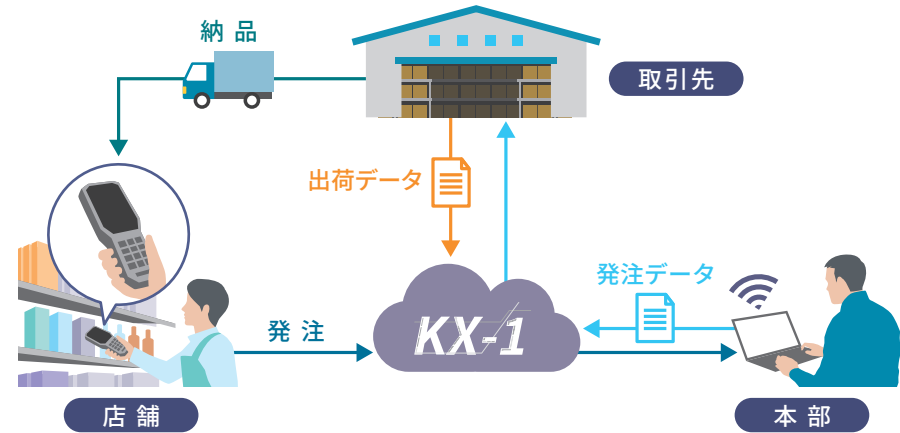 納品
取引先
出荷データ
発注データ
KX-1
発注
店舗
本部